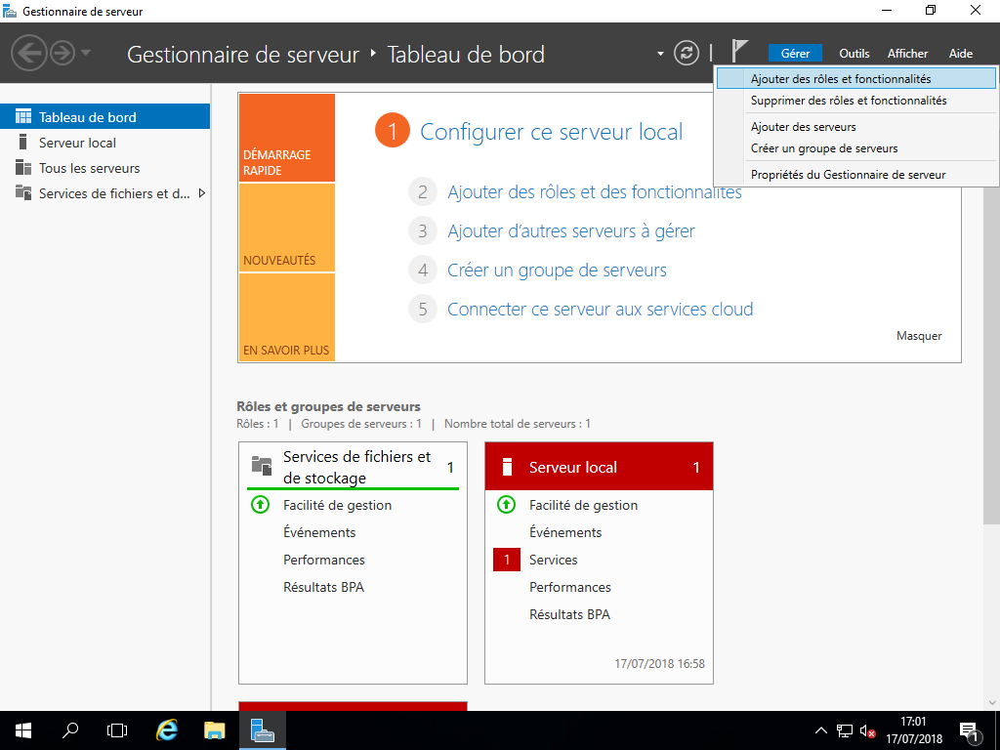 Gestionnaire de serveur
Gestionnaire de serveur ‣ Tableau de bord
Gérer
Outils
Afficher
Aide
Ajouter des rôles et fonctionnalités
Supprimer des rôles et fonctionnalités
Ajouter des serveurs
Créer un groupe de serveurs
Propriétés du Gestionnaire de serveur
Tableau de bord
Serveur local
Tous les serveurs
Services de fichiers et d...
DÉMARRAGE
RAPIDE
NOUVEAUTÉS
EN SAVOIR PLUS
1 Configurer ce serveur local
2 Ajouter des rôles et des fonctionnalités
3 Ajouter d'autres serveurs à gérer
4 Créer un groupe de serveurs
5 Connecter ce serveur aux services cloud
Masquer
Rôles et groupes de serveurs
Rôles : 1 | Groupes de serveurs : 1 | Nombre total de serveurs : 1
Services de fichiers et
de stockage
1
Facilité de gestion
Événements
Performances
Résultats BPA
Serveur local 1
Facilité de gestion
Événements
1 Services
Performances
Résultats BPA
17/07/2018 16:58
17:01
17/07/2018
1